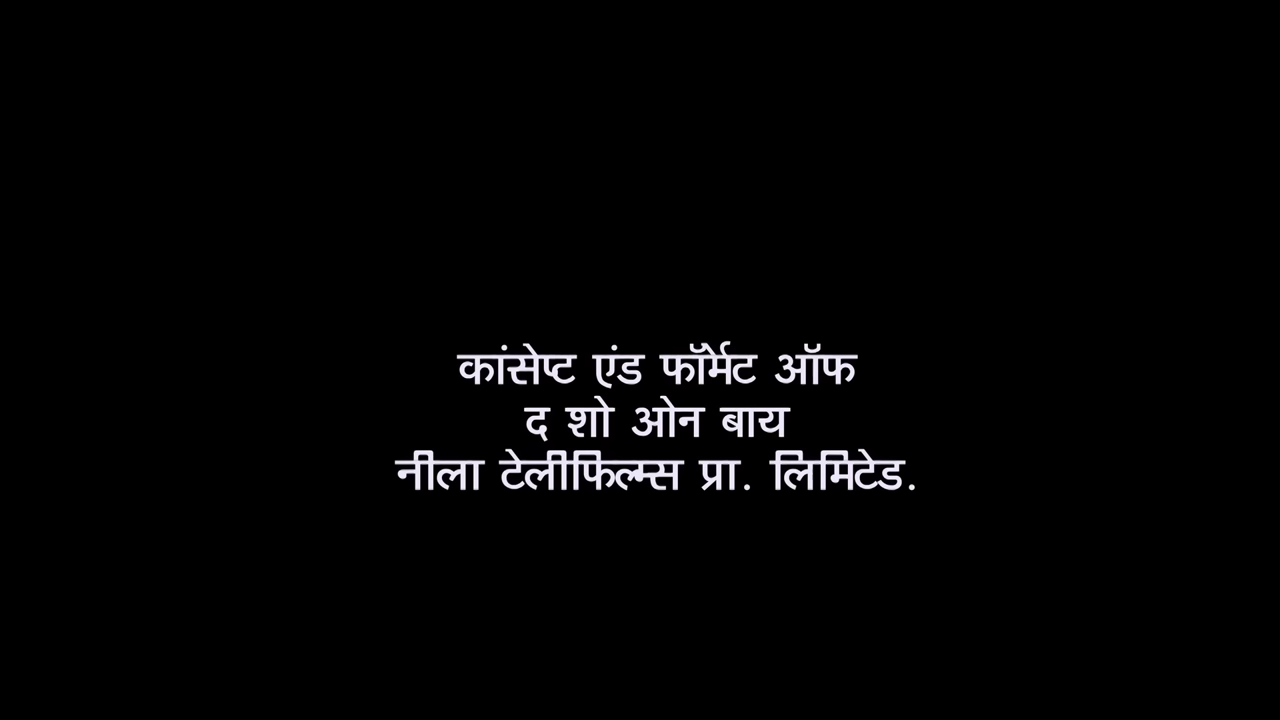 कांसेप्ट एंड फॉर्मेट ऑफ
द शो ओन बाय
नीला टेलीफिल्म्स प्रा. लिमिटेड.